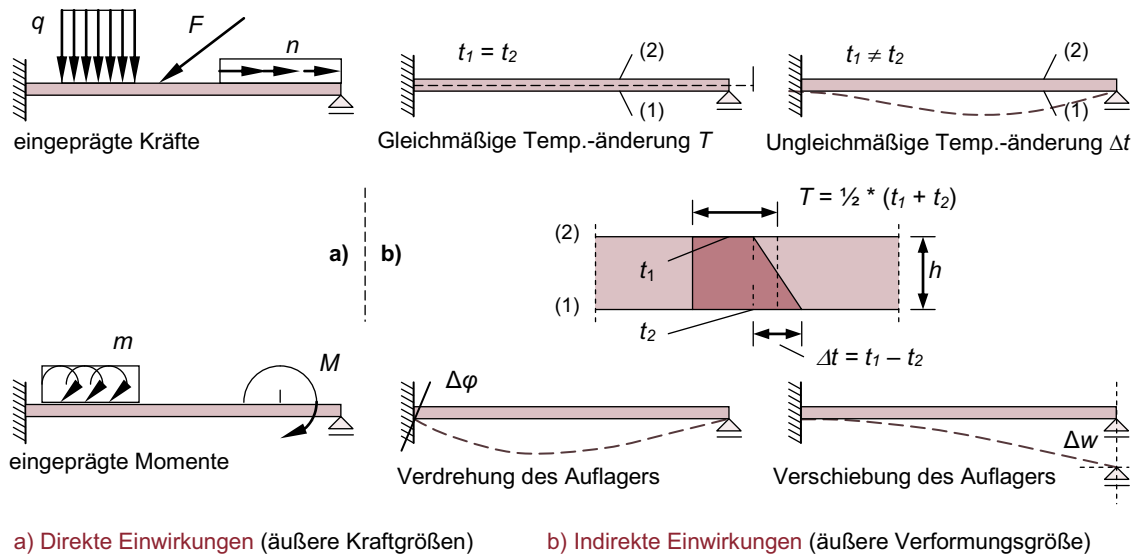 q
F
n
eingeprägte Kräfte
t₁ = t₂
(2)
(1)
Gleichmäßige Temp.-änderung T
t₁ ≠ t₂
(2)
(1)
Ungleichmäßige Temp.-änderung Δt
a)
b)
T = ½ * (t₁ + t₂)
(2)
t₁
h
(1)
t₂
Δt = t₁ – t₂
m
M
eingeprägte Momente
Δφ
Verdrehung des Auflagers
Δw
Verschiebung des Auflagers
a) Direkte Einwirkungen (äußere Kraftgrößen)
b) Indirekte Einwirkungen (äußere Verformungsgröße)